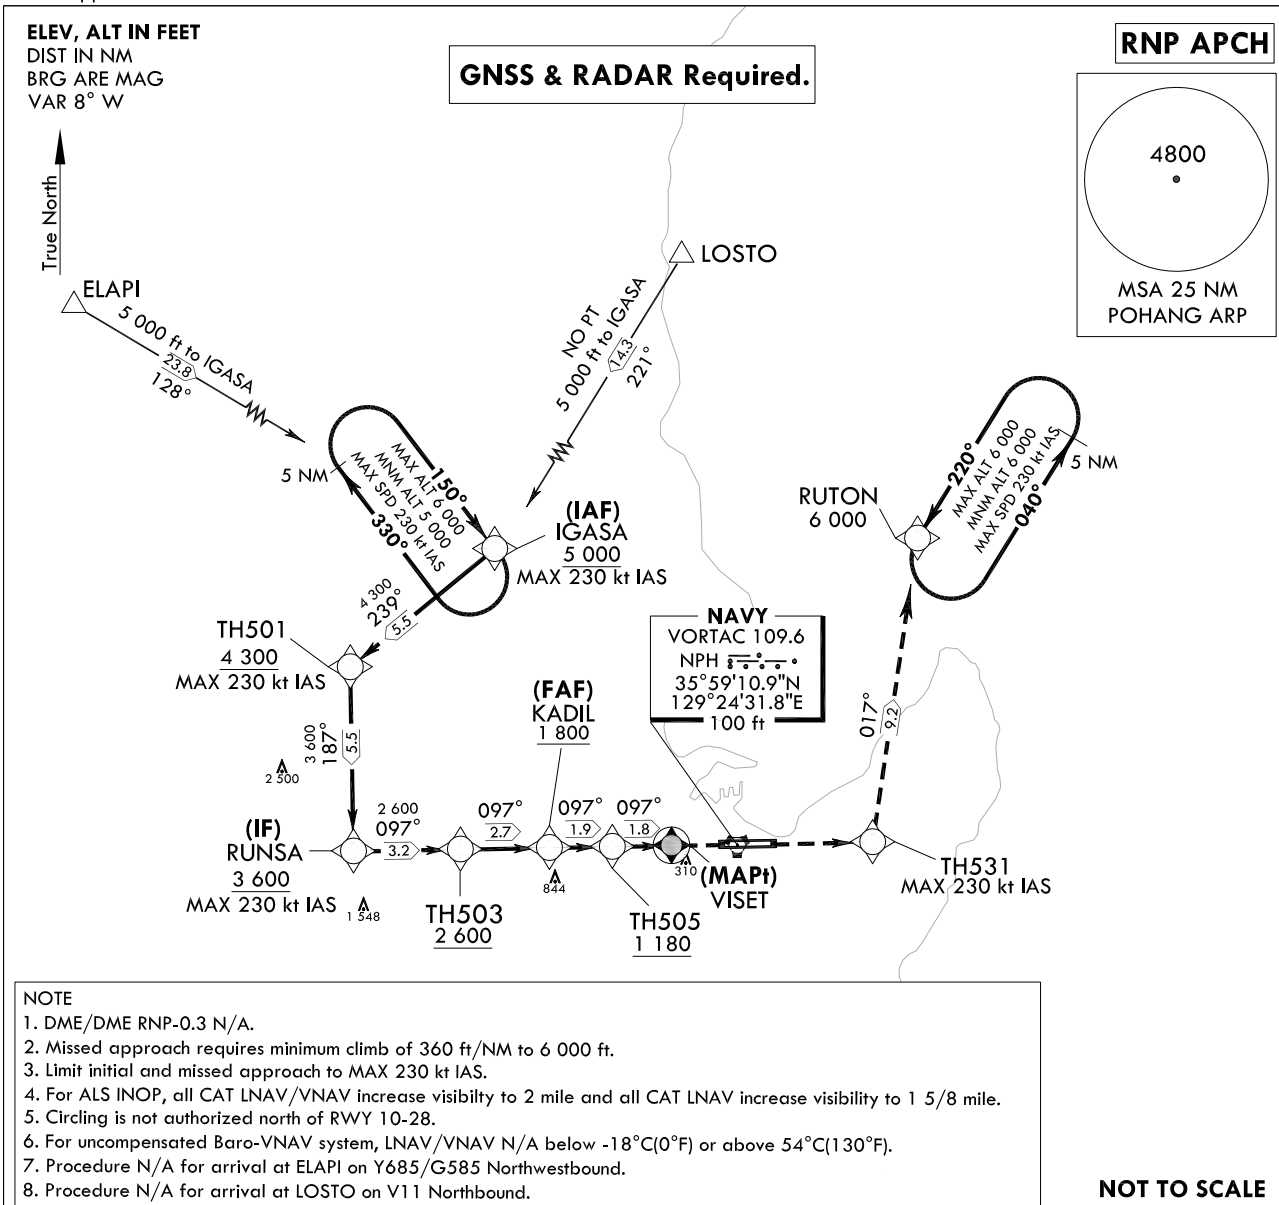 ELEV, ALT IN FEET
DIST IN NM
BRG ARE MAG
VAR 8° W
GNSS & RADAR Required.
RNP APCH
4800
MSA 25 NM
POHANG ARP
True North
ELAPI
5 000 ft to IGASA
23.8
128°
LOSTO
NO PT
5 000 ft to IGASA
14.3
221°
5 NM
150°
MAX ALT 6 000
MNM ALT 5 000
MAX SPD 230 kt IAS
330°
(IAF)
IGASA
5 000
MAX 230 kt IAS
RUTON
6 000
220°
MAX ALT 6 000
MNM ALT 6 000
MAX SPD 230 kt IAS
040°
5 NM
4 300
239°
5.5
TH501
4 300
MAX 230 kt IAS
3 600
187°
5.5
2 500
NAVY
VORTAC 109.6
NPH
35°59'10.9"N
129°24'31.8"E
100 ft
017°
9.2
(FAF)
KADIL
1 800
(IF)
RUNSA
3 600
MAX 230 kt IAS
1 548
2 600
097°
3.2
097°
2.7
097°
1.9
097°
1.8
844
310
TH503
2 600
TH505
1 180
(MAPt)
VISET
TH531
MAX 230 kt IAS
NOTE
1. DME/DME RNP-0.3 N/A.
2. Missed approach requires minimum climb of 360 ft/NM to 6 000 ft.
3. Limit initial and missed approach to MAX 230 kt IAS.
4. For ALS INOP, all CAT LNAV/VNAV increase visibilty to 2 mile and all CAT LNAV increase visibility to 1 5/8 mile.
5. Circling is not authorized north of RWY 10-28.
6. For uncompensated Baro-VNAV system, LNAV/VNAV N/A below -18°C(0°F) or above 54°C(130°F).
7. Procedure N/A for arrival at ELAPI on Y685/G585 Northwestbound.
8. Procedure N/A for arrival at LOSTO on V11 Northbound.
NOT TO SCALE